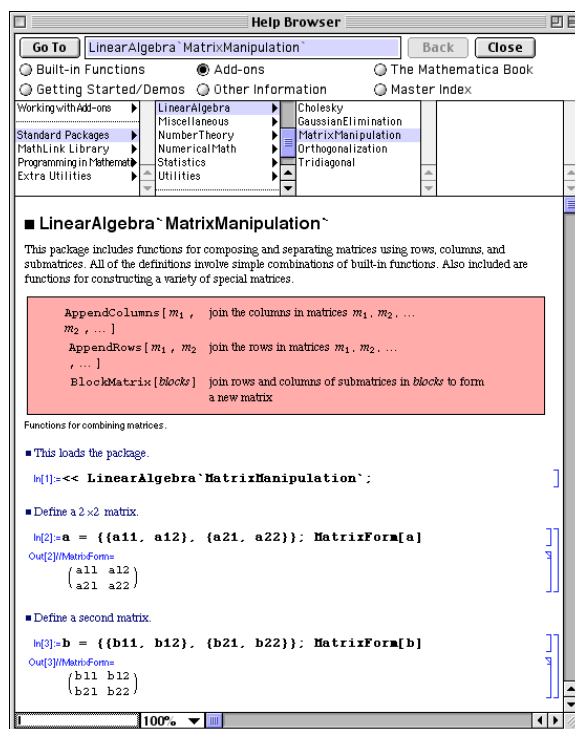 Help Browser
Go To LinearAlgebra`MatrixManipulation` Back Close
Built-in Functions Add-ons The Mathematica Book
Getting Started/Demos Other Information Master Index
Working with Add-ons LinearAlgebra Cholesky
Miscellaneous GaussianElimination
Standard Packages NumberTheory MatrixManipulation
MathLink Library NumericalMath Orthogonalization
Programming in Mathemati Statistics Tridiagonal
Extra Utilities Utilities
■ LinearAlgebra`MatrixManipulation`
This package includes functions for composing and separating matrices using rows, columns, and
submatrices. All of the definitions involve simple combinations of built-in functions. Also included are
functions for constructing a variety of special matrices.
AppendColumns[m₁, join the columns in matrices m₁, m₂, …
m₂, … ]
AppendRows[m₁, m₂ join the rows in matrices m₁, m₂, …
, … ]
BlockMatrix[blocks] join rows and columns of submatrices in blocks to form
a new matrix
Functions for combining matrices.
■ This loads the package.
In[1]:= << LinearAlgebra`MatrixManipulation`;
■ Define a 2×2 matrix.
In[2]:= a = {{a11, a12}, {a21, a22}}; MatrixForm[a]
Out[2]//MatrixForm=
a11 a12
a21 a22
■ Define a second matrix.
In[3]:= b = {{b11, b12}, {b21, b22}}; MatrixForm[b]
Out[3]//MatrixForm=
b11 b12
b21 b22
100%